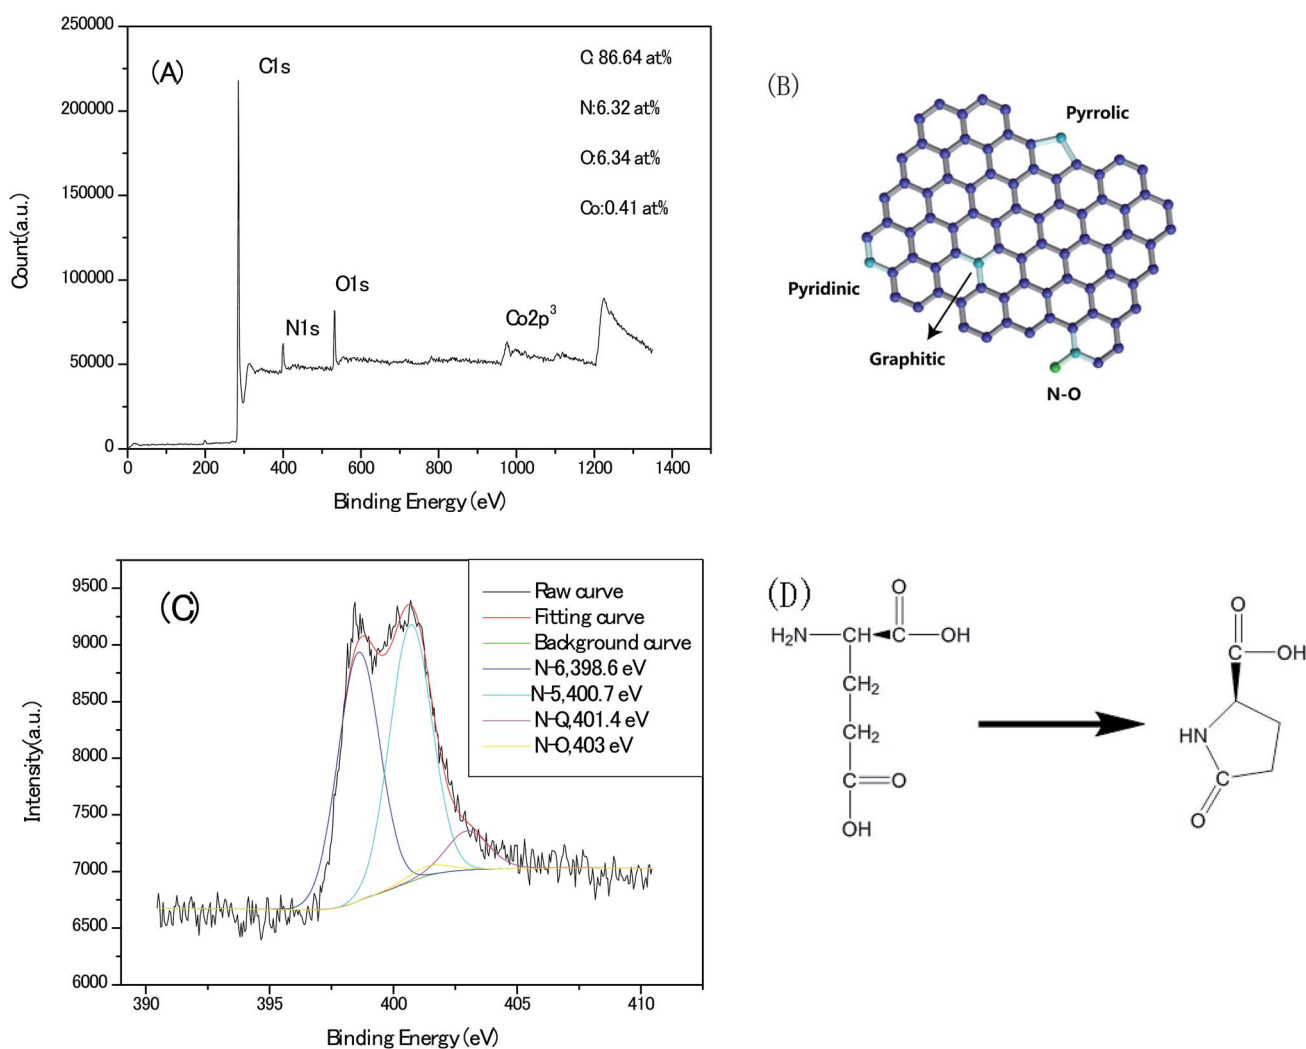 (A)
250000
200000
150000
100000
50000
0
0 200 400 600 800 1000 1200 1400
Count(a.u.)
Binding Energy (eV)
C1s
N1s
O1s
Co2p3
C: 86.64 at%
N:6.32 at%
O:6.34 at%
Co:0.41 at%
(B)
Pyrrolic
Pyridinic
Graphitic
N-O
(C)
9500
9000
8500
8000
7500
7000
6500
6000
390 395 400 405 410
Intensity(a.u.)
Binding Energy (eV)
Raw curve
Fitting curve
Background curve
N-6,398.6 eV
N-5,400.7 eV
N-Q,401.4 eV
N-O,403 eV
(D)
O
H₂N CH C OH
CH₂
CH₂
C O
OH
O
C OH
HN
C
O